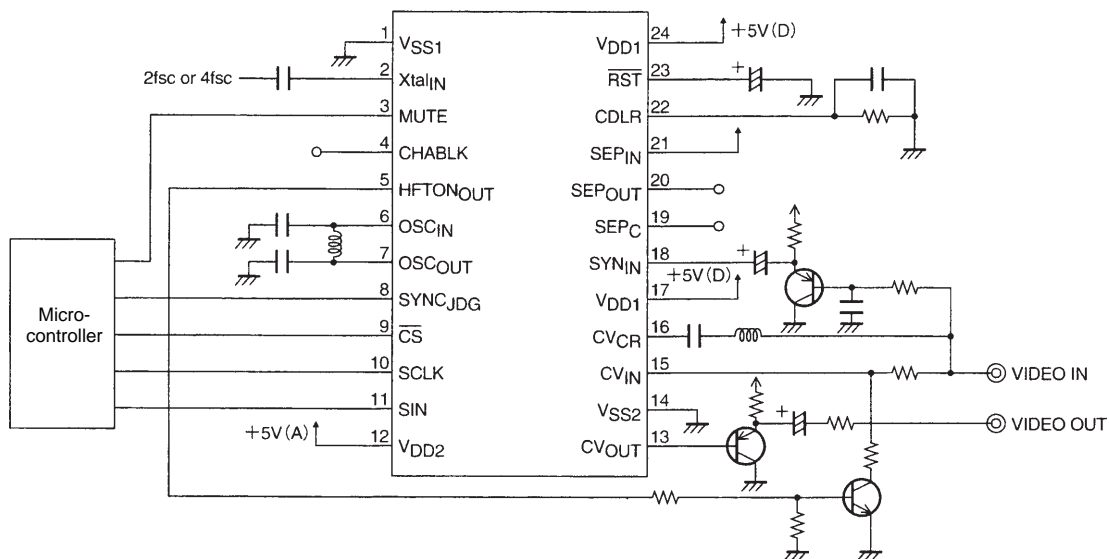 1
VSS1
2fsc or 4fsc
2
XtalIN
3
MUTE
4
CHABLK
5
HFTONOUT
6
OSCIN
7
OSCOUT
8
SYNCJDG
9
CS
10
SCLK
11
SIN
+5V(A)
12
VDD2
Micro-
controller
24
VDD1
+5V(D)
23
RST
+
22
CDLR
21
SEPIN
20
SEPOUT
19
SEPC
18
SYNIN
+
+5V(D)
17
VDD1
16
CVCR
15
CVIN
VIDEO IN
14
VSS2
+
VIDEO OUT
13
CVOUT